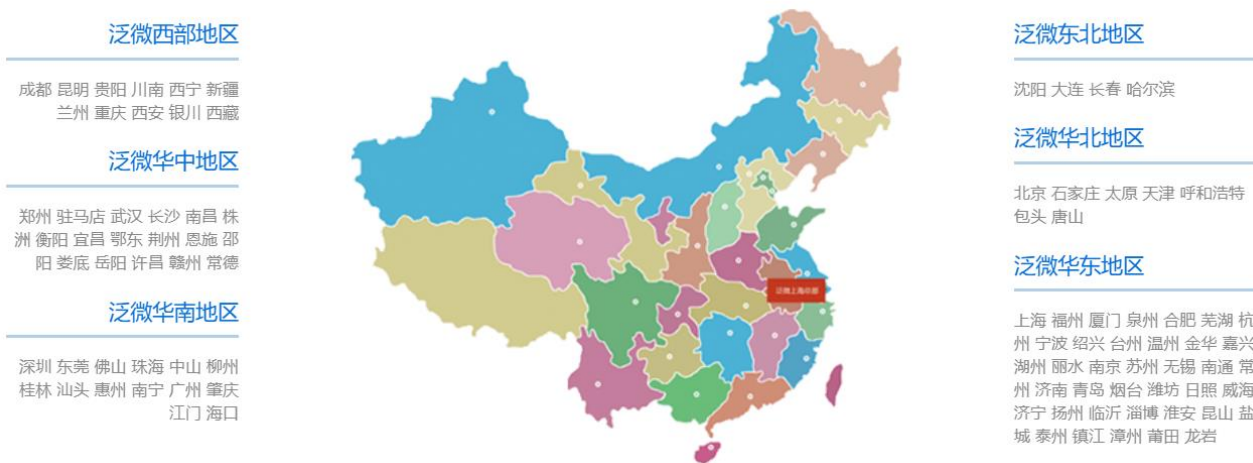 泛微西部地区
成都 昆明 贵阳 川南 西宁 新疆
兰州 重庆 西安 银川 西藏
泛微华中地区
郑州 驻马店 武汉 长沙 南昌 株
洲 衡阳 宜昌 鄂东 荆州 恩施 邵
阳 娄底 岳阳 许昌 赣州 常德
泛微华南地区
深圳 东莞 佛山 珠海 中山 柳州
桂林 汕头 惠州 南宁 广州 肇庆
江门 海口
泛微上海总部
泛微东北地区
沈阳 大连 长春 哈尔滨
泛微华北地区
北京 石家庄 太原 天津 呼和浩特
包头 唐山
泛微华东地区
上海 福州 厦门 泉州 合肥 芜湖 杭
州 宁波 绍兴 台州 温州 金华 嘉兴
湖州 丽水 南京 苏州 无锡 南通 常
州 济南 青岛 烟台 潍坊 日照 威海
济宁 扬州 临沂 淄博 淮安 昆山 盐
城 泰州 镇江 漳州 莆田 龙岩